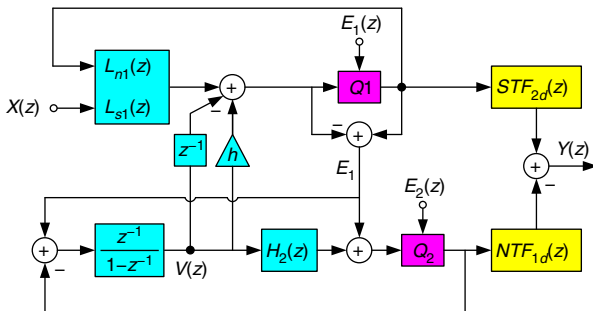 E₁(z)
Lₙ₁(z)
X(z)
Lₛ₁(z)
+
−
Q1
STF₂d(z)
z⁻¹
h
−
+
E₁
+
−
Y(z)
E₂(z)
+
−
z⁻¹
1−z⁻¹
V(z)
H₂(z)
+
Q₂
NTF₁d(z)